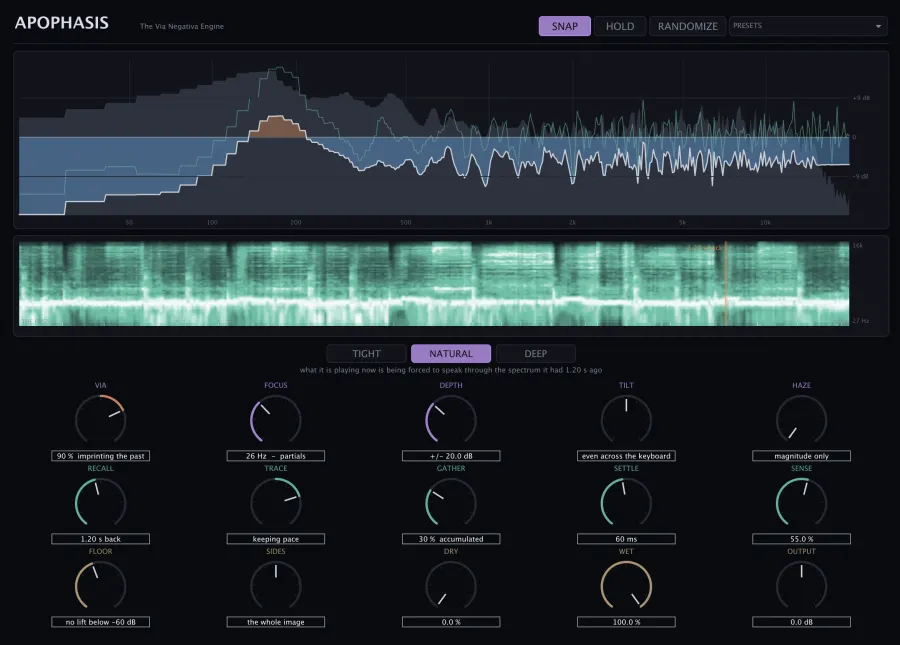 APOPHASIS
The Via Negativa Engine
SNAP
HOLD
RANDOMIZE
PRESETS
+9 dB
0
-9 dB
50
100
200
500
1k
2k
5k
10k
16k
27 Hz
TIGHT
NATURAL
DEEP
what it is playing now is being forced to speak through the spectrum it had 1.20 s ago
VIA
FOCUS
DEPTH
TILT
HAZE
90 % imprinting the past
26 Hz - partials
+/- 20.0 dB
even across the keyboard
magnitude only
RECALL
TRACE
GATHER
SETTLE
SENSE
1.20 s back
keeping pace
30 % accumulated
60 ms
55.0 %
FLOOR
SIDES
DRY
WET
OUTPUT
no lift below -60 dB
the whole image
0.0 %
100.0 %
0.0 dB